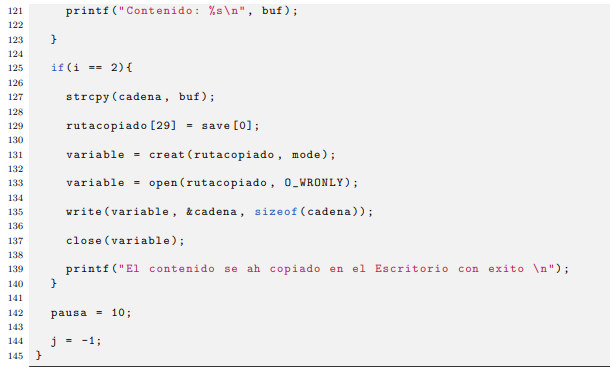 121 printf("Contenido: %s\n", buf);
122
123 }
124
125 if(i == 2){
126
127 strcpy(cadena, buf);
128
129 rutacopiado[29] = save[0];
130
131 variable = creat(rutacopiado, mode);
132
133 variable = open(rutacopiado, O_WRONLY);
134
135 write(variable, &cadena, sizeof(cadena));
136
137 close(variable);
138
139 printf("El contenido se ah copiado en el Escritorio con exito \n");
140 }
141
142 pausa = 10;
143
144 j = -1;
145 }